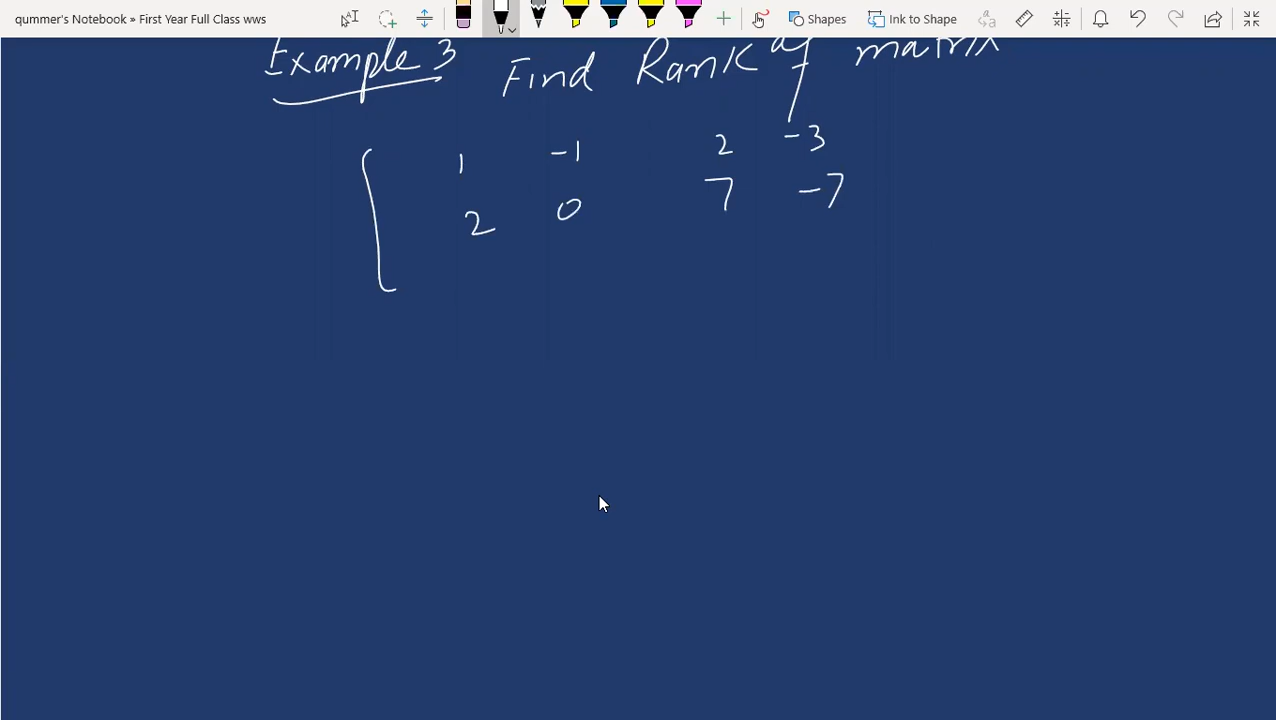 qummer's Notebook » First Year Full Class wws
Shapes
Ink to Shape
Example 3 Find Rank of matrix
1 -1 2 -3
2 0 7 -7